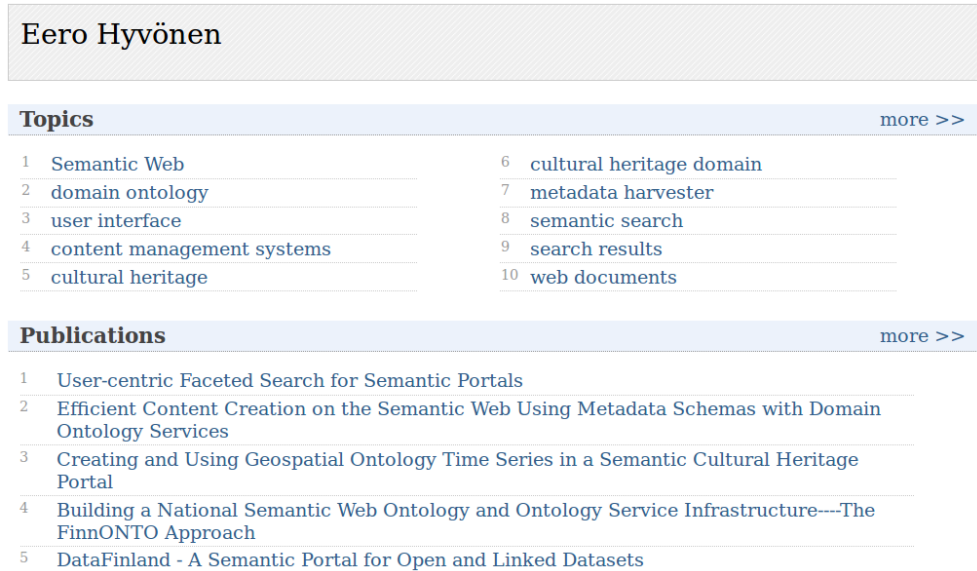 Eero Hyvönen
Topics more >>
1 Semantic Web
2 domain ontology
3 user interface
4 content management systems
5 cultural heritage
6 cultural heritage domain
7 metadata harvester
8 semantic search
9 search results
10 web documents
Publications more >>
1 User-centric Faceted Search for Semantic Portals
2 Efficient Content Creation on the Semantic Web Using Metadata Schemas with Domain
Ontology Services
3 Creating and Using Geospatial Ontology Time Series in a Semantic Cultural Heritage
Portal
4 Building a National Semantic Web Ontology and Ontology Service Infrastructure----The
FinnONTO Approach
5 DataFinland - A Semantic Portal for Open and Linked Datasets